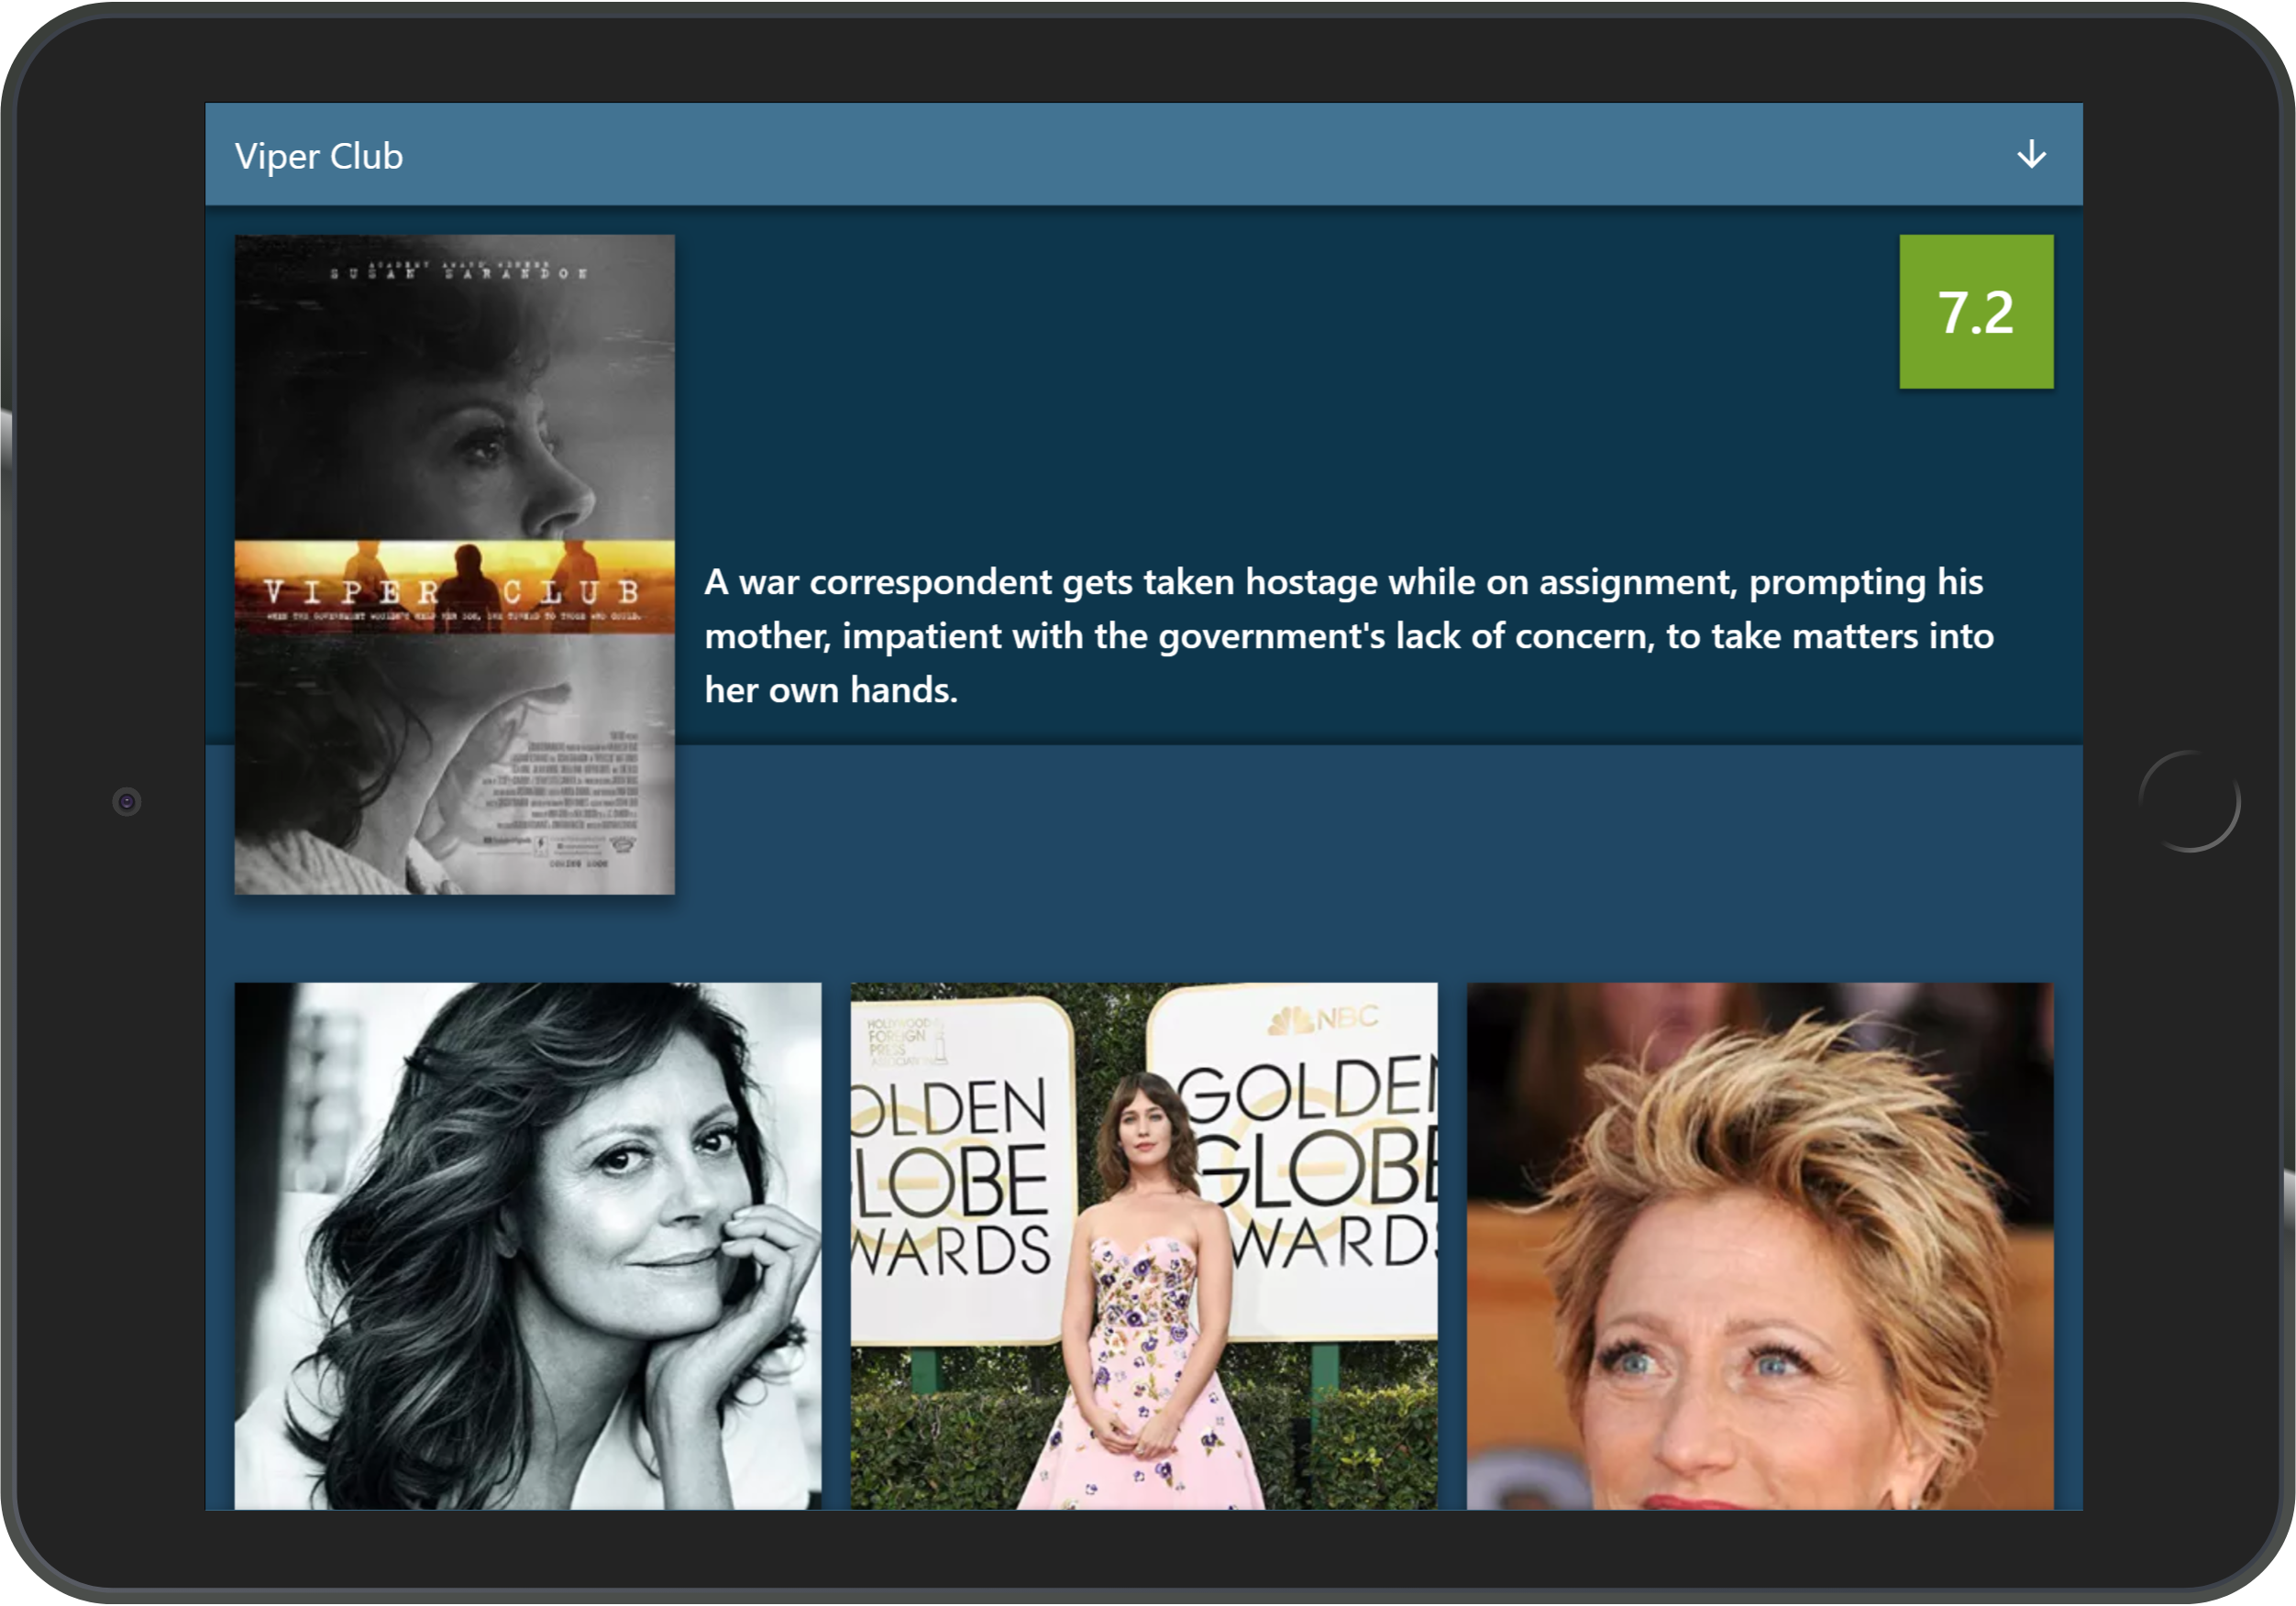 Viper Club
ACADEMY AWARD WINNER
SUSAN SARANDON
7.2
VIPER CLUB
WHEN THE GOVERNMENT WOULDN'T HELP HER SON, SHE TURNED TO THOSE WHO COULD.
A war correspondent gets taken hostage while on assignment, prompting his
mother, impatient with the government's lack of concern, to take matters into
her own hands.
COMING SOON
HOLLYWOOD
FOREIGN
PRESS
ASSOCIATION
OLDEN
LOBE
WARDS
NBC
GOLDEN
GLOBE
WARDS